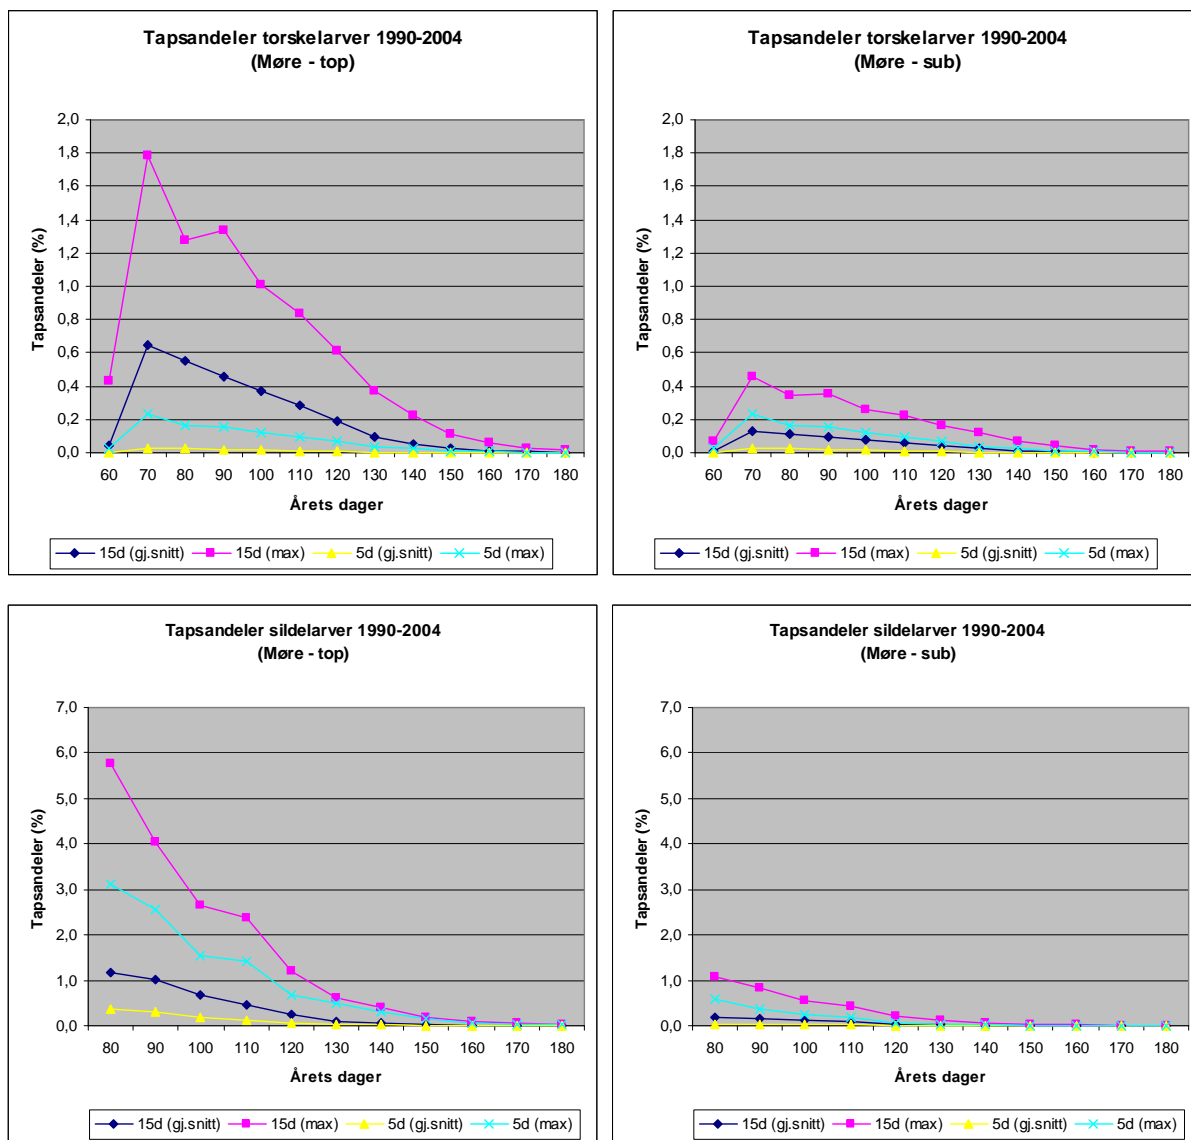 Tapsandeler torskelarver 1990-2004
(Møre - top)
2,0
1,8
1,6
1,4
1,2
1,0
0,8
0,6
0,4
0,2
0,0
Tapsandeler (%)
60 70 80 90 100 110 120 130 140 150 160 170 180
Årets dager
15d (gj.snitt) 15d (max) 5d (gj.snitt) 5d (max)
Tapsandeler torskelarver 1990-2004
(Møre - sub)
2,0
1,8
1,6
1,4
1,2
1,0
0,8
0,6
0,4
0,2
0,0
Tapsandeler (%)
60 70 80 90 100 110 120 130 140 150 160 170 180
Årets dager
15d (gj.snitt) 15d (max) 5d (gj.snitt) 5d (max)
Tapsandeler sildelarver 1990-2004
(Møre - top)
7,0
6,0
5,0
4,0
3,0
2,0
1,0
0,0
Tapsandeler (%)
80 90 100 110 120 130 140 150 160 170 180
Årets dager
15d (gj.snitt) 15d (max) 5d (gj.snitt) 5d (max)
Tapsandeler sildelarver 1990-2004
(Møre - sub)
7,0
6,0
5,0
4,0
3,0
2,0
1,0
0,0
Tapsandeler (%)
80 90 100 110 120 130 140 150 160 170 180
Årets dager
15d (gj.snitt) 15d (max) 5d (gj.snitt) 5d (max)